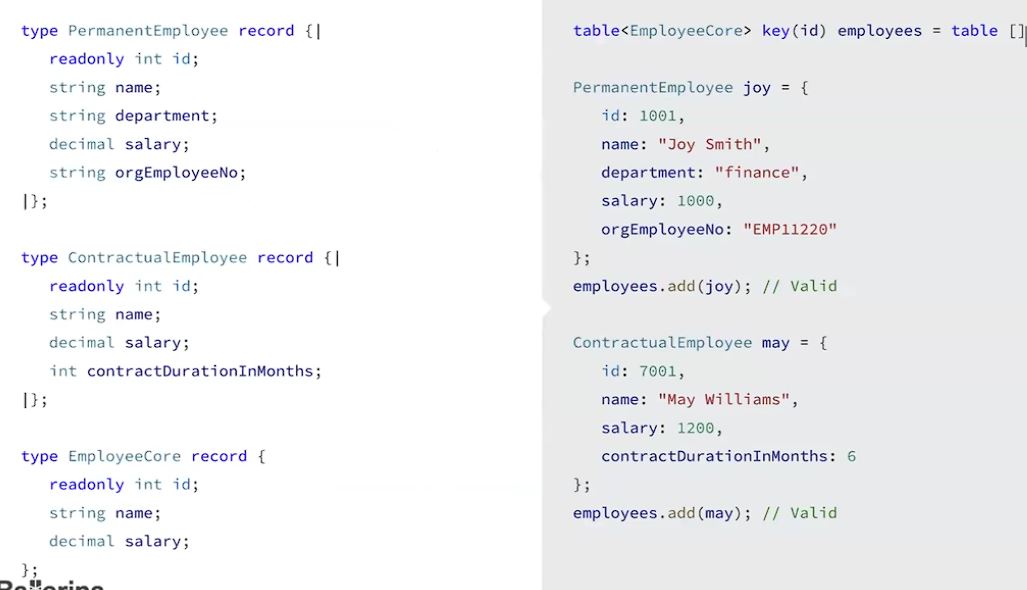 type PermanentEmployee record {|
readonly int id;
string name;
string department;
decimal salary;
string orgEmployeeNo;
|};
type ContractualEmployee record {|
readonly int id;
string name;
decimal salary;
int contractDurationInMonths;
|};
type EmployeeCore record {
readonly int id;
string name;
decimal salary;
};
table<EmployeeCore> key(id) employees = table []
PermanentEmployee joy = {
id: 1001,
name: "Joy Smith",
department: "finance",
salary: 1000,
orgEmployeeNo: "EMP11220"
};
employees.add(joy); // Valid
ContractualEmployee may = {
id: 7001,
name: "May Williams",
salary: 1200,
contractDurationInMonths: 6
};
employees.add(may); // Valid